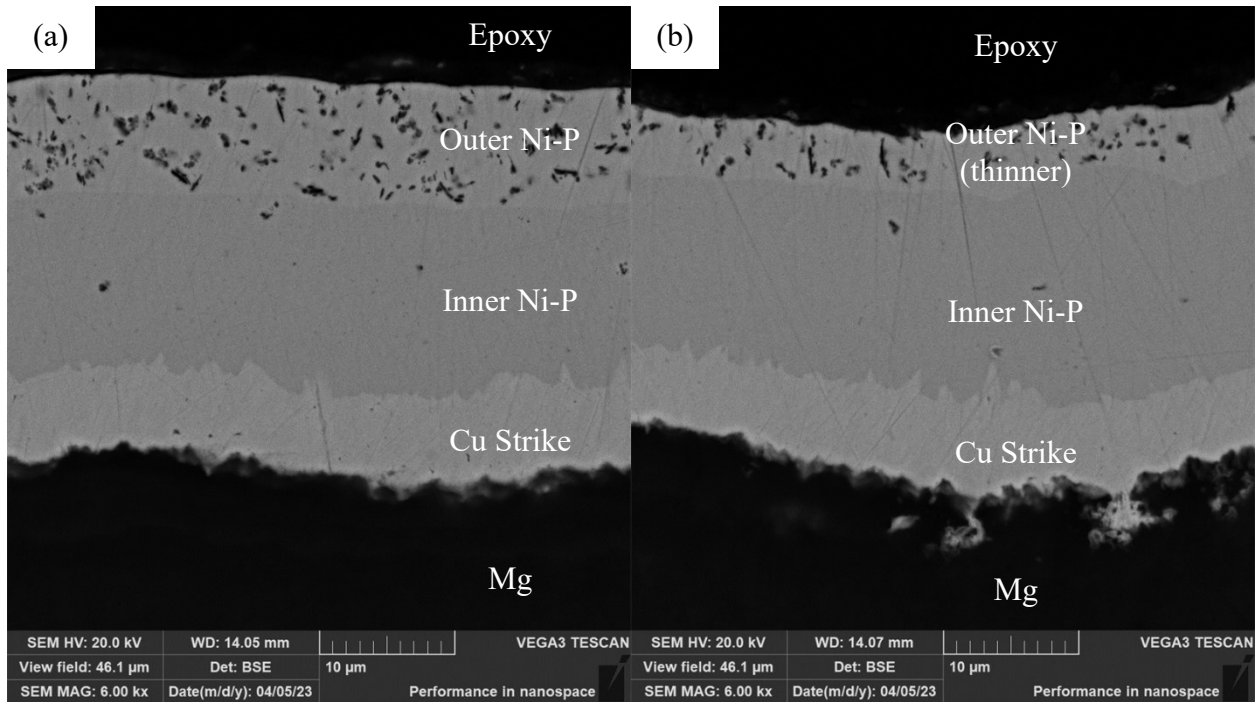 (a)
Epoxy
Outer Ni-P
Inner Ni-P
Cu Strike
Mg
SEM HV: 20.0 kV
WD: 14.05 mm
VEGA3 TESCAN
View field: 46.1 µm
Det: BSE
10 µm
SEM MAG: 6.00 kx
Date(m/d/y): 04/05/23
Performance in nanospace
(b)
Epoxy
Outer Ni-P
(thinner)
Inner Ni-P
Cu Strike
Mg
SEM HV: 20.0 kV
WD: 14.07 mm
VEGA3 TESCAN
View field: 46.1 µm
Det: BSE
10 µm
SEM MAG: 6.00 kx
Date(m/d/y): 04/05/23
Performance in nanospace